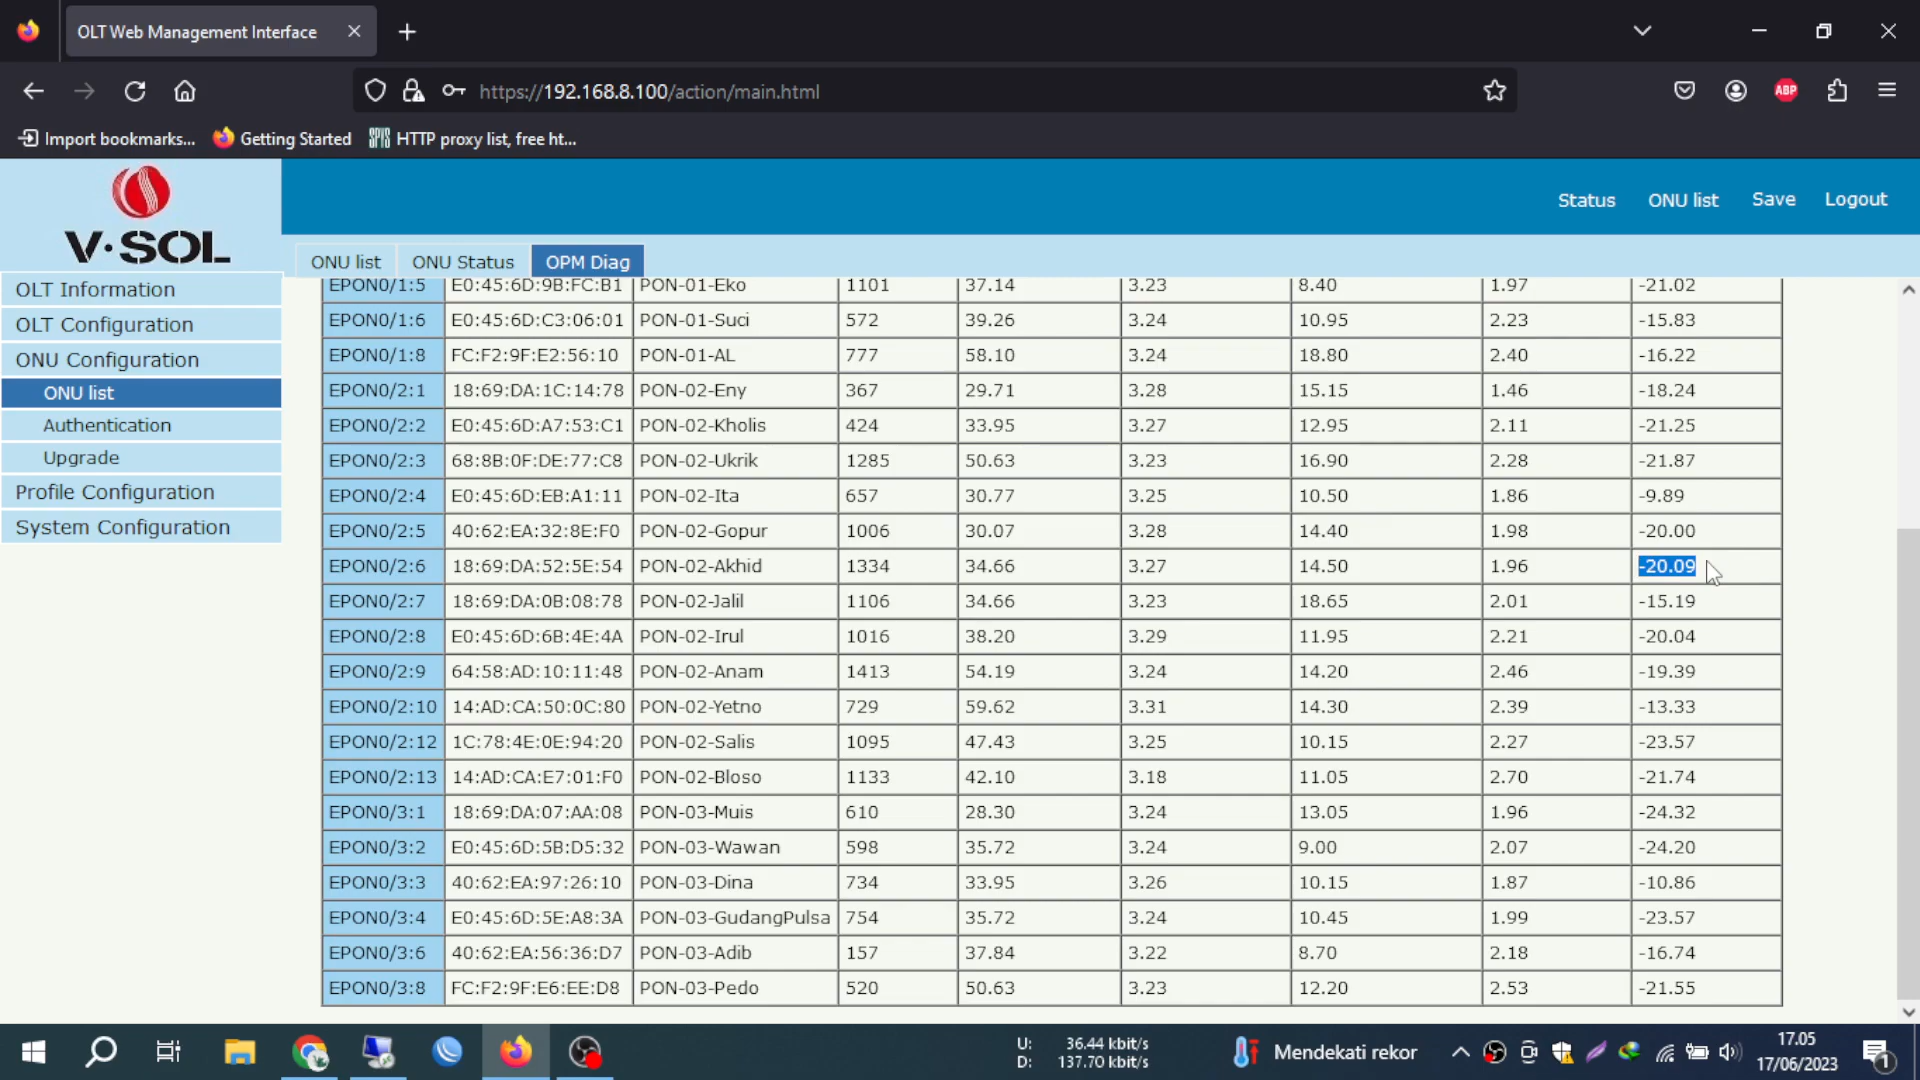 OLT Web Management Interface
https://192.168.8.100/action/main.html
ABP
Import bookmarks...
Getting Started
HTTP proxy list, free ht...
V·SOL
Status
ONU list
Save
Logout
ONU list
ONU Status
OPM Diag
OLT Information
OLT Configuration
ONU Configuration
ONU list
Authentication
Upgrade
Profile Configuration
System Configuration
EPON0/1:5 E0:45:6D:9B:FC:B1 PON-01-Eko 1101 37.14 3.23 8.40 1.97 -21.02
EPON0/1:6 E0:45:6D:C3:06:01 PON-01-Suci 572 39.26 3.24 10.95 2.23 -15.83
EPON0/1:8 FC:F2:9F:E2:56:10 PON-01-AL 777 58.10 3.24 18.80 2.40 -16.22
EPON0/2:1 18:69:DA:1C:14:78 PON-02-Eny 367 29.71 3.28 15.15 1.46 -18.24
EPON0/2:2 E0:45:6D:A7:53:C1 PON-02-Kholis 424 33.95 3.27 12.95 2.11 -21.25
EPON0/2:3 68:8B:0F:DE:77:C8 PON-02-Ukrik 1285 50.63 3.23 16.90 2.28 -21.87
EPON0/2:4 E0:45:6D:EB:A1:11 PON-02-Ita 657 30.77 3.25 10.50 1.86 -9.89
EPON0/2:5 40:62:EA:32:8E:F0 PON-02-Gopur 1006 30.07 3.28 14.40 1.98 -20.00
EPON0/2:6 18:69:DA:52:5E:54 PON-02-Akhid 1334 34.66 3.27 14.50 1.96 -20.09
EPON0/2:7 18:69:DA:0B:08:78 PON-02-Jalil 1106 34.66 3.23 18.65 2.01 -15.19
EPON0/2:8 E0:45:6D:6B:4E:4A PON-02-Irul 1016 38.20 3.29 11.95 2.21 -20.04
EPON0/2:9 64:58:AD:10:11:48 PON-02-Anam 1413 54.19 3.24 14.20 2.46 -19.39
EPON0/2:10 14:AD:CA:50:0C:80 PON-02-Yetno 729 59.62 3.31 14.30 2.39 -13.33
EPON0/2:12 1C:78:4E:0E:94:20 PON-02-Salis 1095 47.43 3.25 10.15 2.27 -23.57
EPON0/2:13 14:AD:CA:E7:01:F0 PON-02-Bloso 1133 42.10 3.18 11.05 2.70 -21.74
EPON0/3:1 18:69:DA:07:AA:08 PON-03-Muis 610 28.30 3.24 13.05 1.96 -24.32
EPON0/3:2 E0:45:6D:5B:D5:32 PON-03-Wawan 598 35.72 3.24 9.00 2.07 -24.20
EPON0/3:3 40:62:EA:97:26:10 PON-03-Dina 734 33.95 3.26 10.15 1.87 -10.86
EPON0/3:4 E0:45:6D:5E:A8:3A PON-03-GudangPulsa 754 35.72 3.24 10.45 1.99 -23.57
EPON0/3:6 40:62:EA:56:36:D7 PON-03-Adib 157 37.84 3.22 8.70 2.18 -16.74
EPON0/3:8 FC:F2:9F:E6:EE:D8 PON-03-Pedo 520 50.63 3.23 12.20 2.53 -21.55
U: 36.44 kbit/s
D: 137.70 kbit/s
Mendekati rekor
17.05
17/06/2023
1